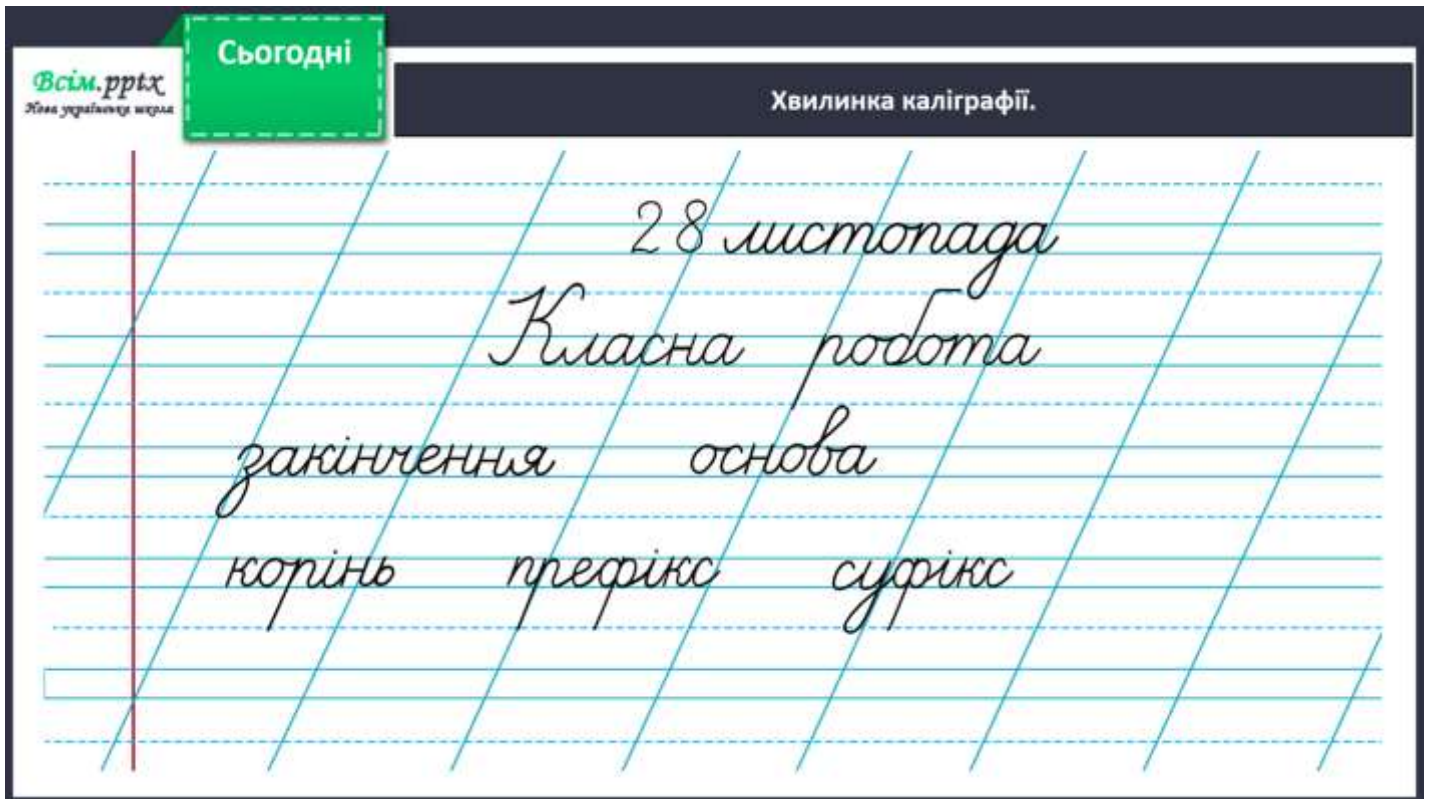 Сьогодні
Всім.pptx
Нова українська школа
Хвилинка каліграфії.
28 листопада
Класна робота
закінчення основа
корінь префікс суфікс